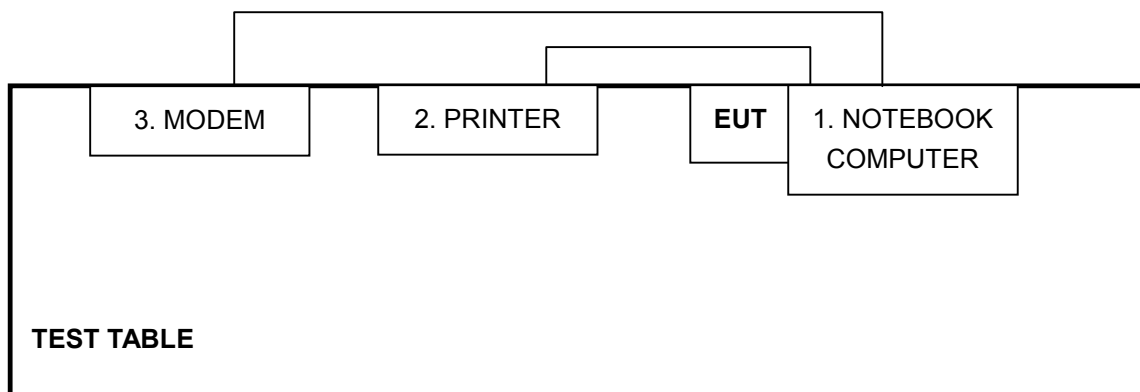 3. MODEM
2. PRINTER
EUT
1. NOTEBOOK
COMPUTER
TEST TABLE